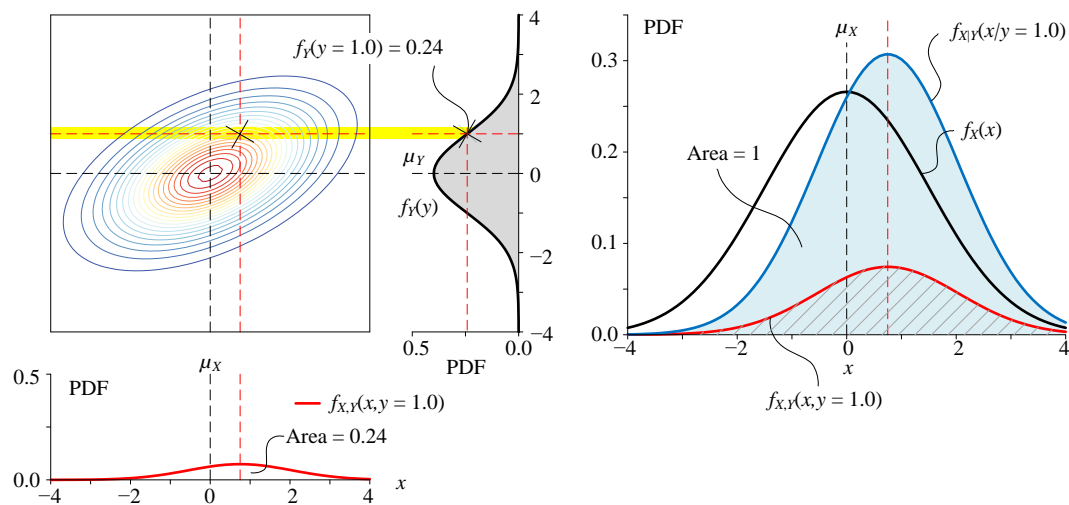 4
f_Y(y = 1.0) = 0.24
2
μ_Y
0
f_Y(y)
−2
−4
0.5
0.0
PDF
μ_X
0.5
PDF
f_{X,Y}(x,y = 1.0)
Area = 0.24
0.0
−4
−2
0
2
4
x
PDF
μ_X
f_{X|Y}(x/y = 1.0)
0.3
f_X(x)
Area = 1
0.2
0.1
0.0
−4
−2
0
2
4
x
f_{X,Y}(x,y = 1.0)